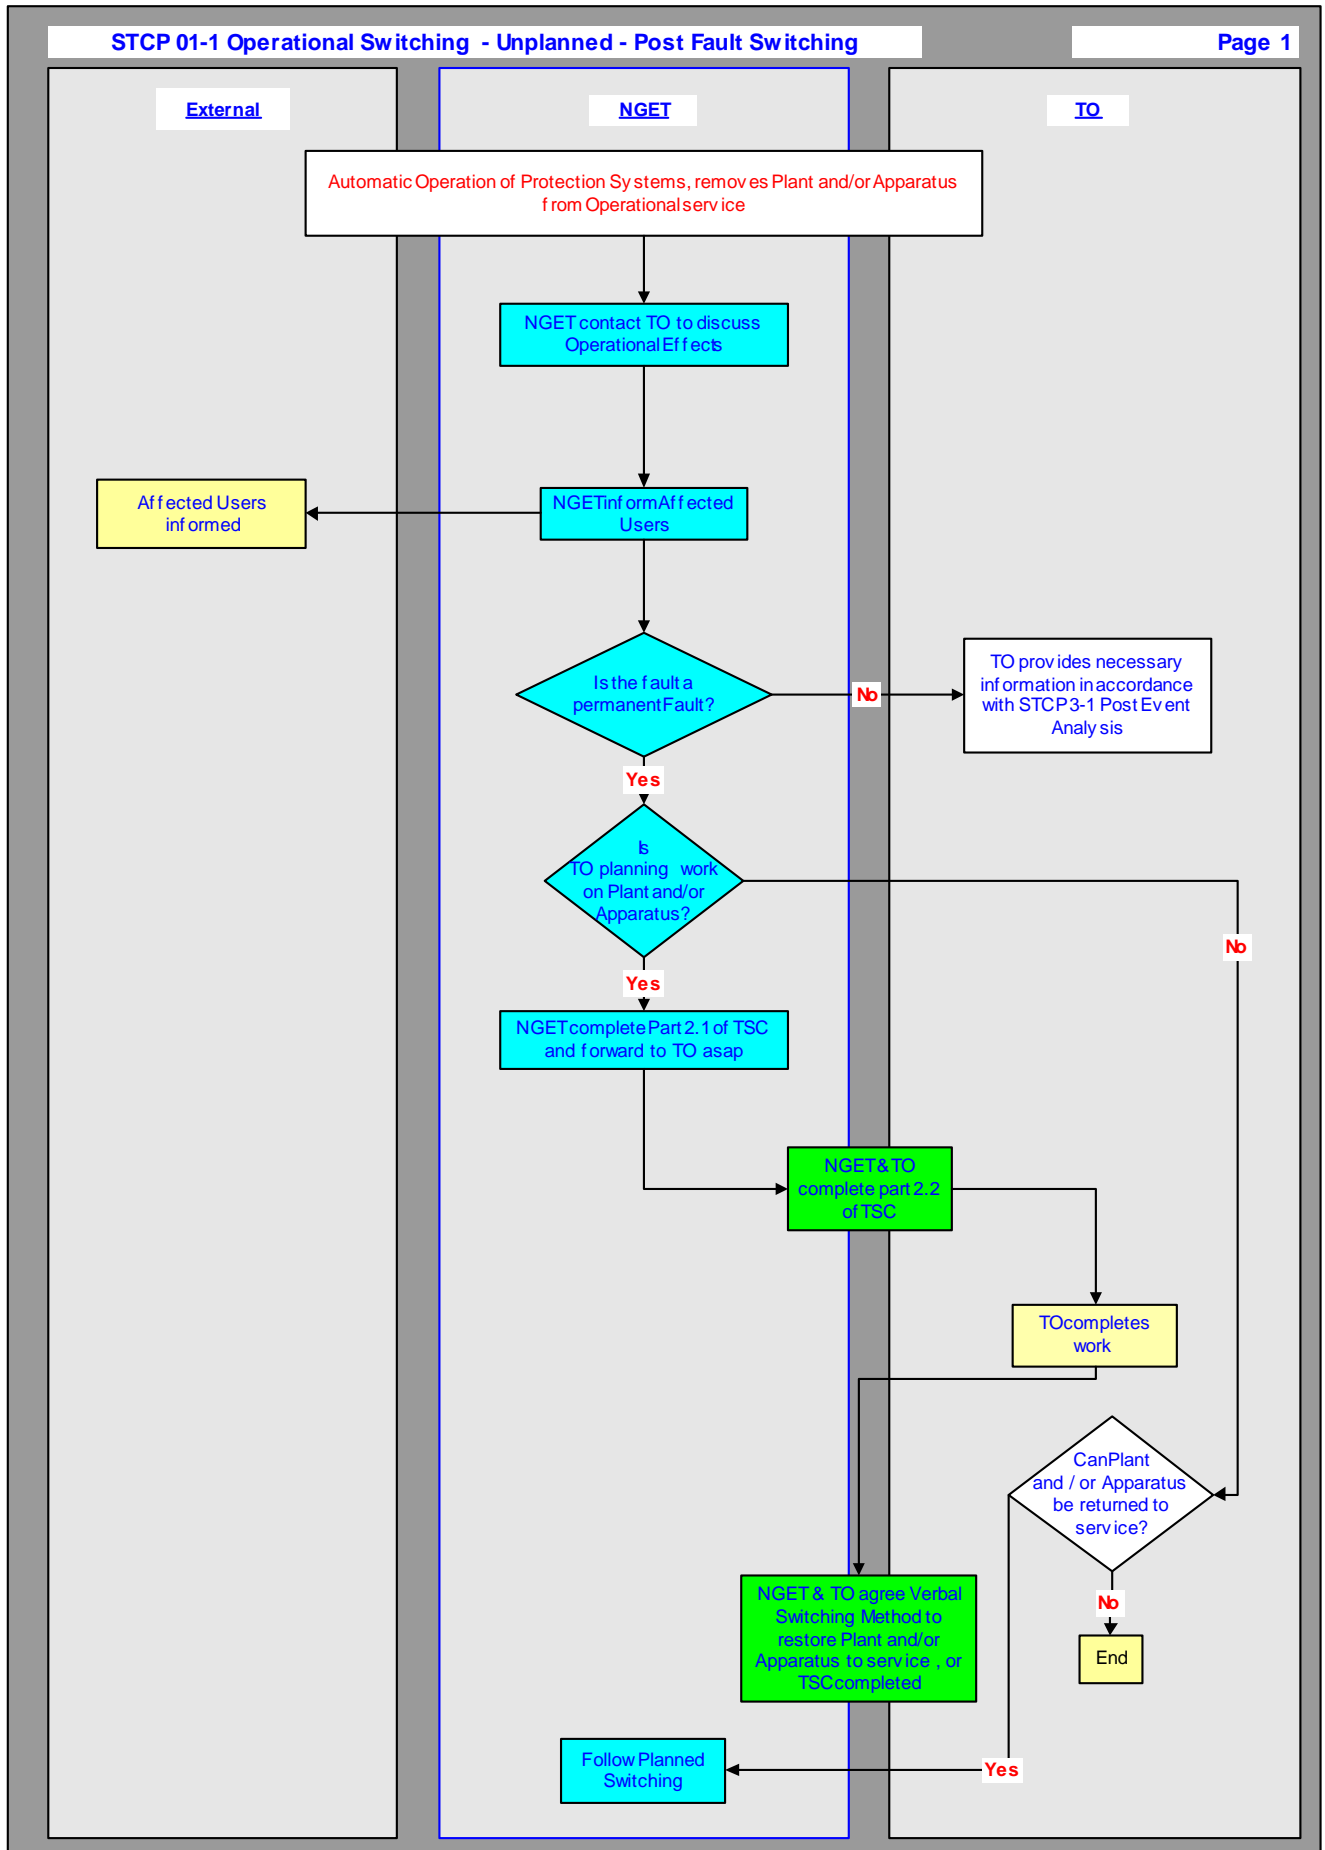 STCP 01-1 Operational Switching - Unplanned - Post Fault Switching
Page 1
External
NGET
TO
Automatic Operation of Protection Systems, removes Plant and/or Apparatus
from Operational service
NGET contact TO to discuss
Operational Effects
Affected Users
informed
NGET inform Affected
Users
Is the fault a
permanent Fault?
No
TO provides necessary
information in accordance
with STCP 3-1 Post Event
Analysis
Yes
Is
TO planning work
on Plant and/or
Apparatus?
No
Yes
NGET complete Part 2.1 of TSC
and forward to TO asap
NGET & TO
complete part 2.2
of TSC
TO completes
work
Can Plant
and / or Apparatus
be returned to
service?
NGET & TO agree Verbal
Switching Method to
restore Plant and/or
Apparatus to service , or
TSC completed
No
End
Follow Planned
Switching
Yes